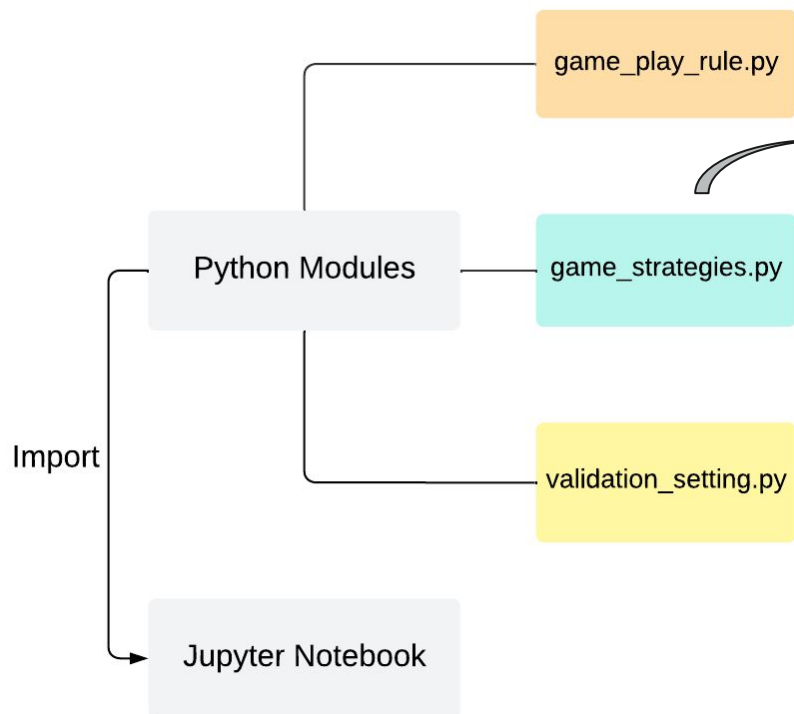 game_play_rule.py
Python Modules
game_strategies.py
Import
validation_setting.py
Jupyter Notebook